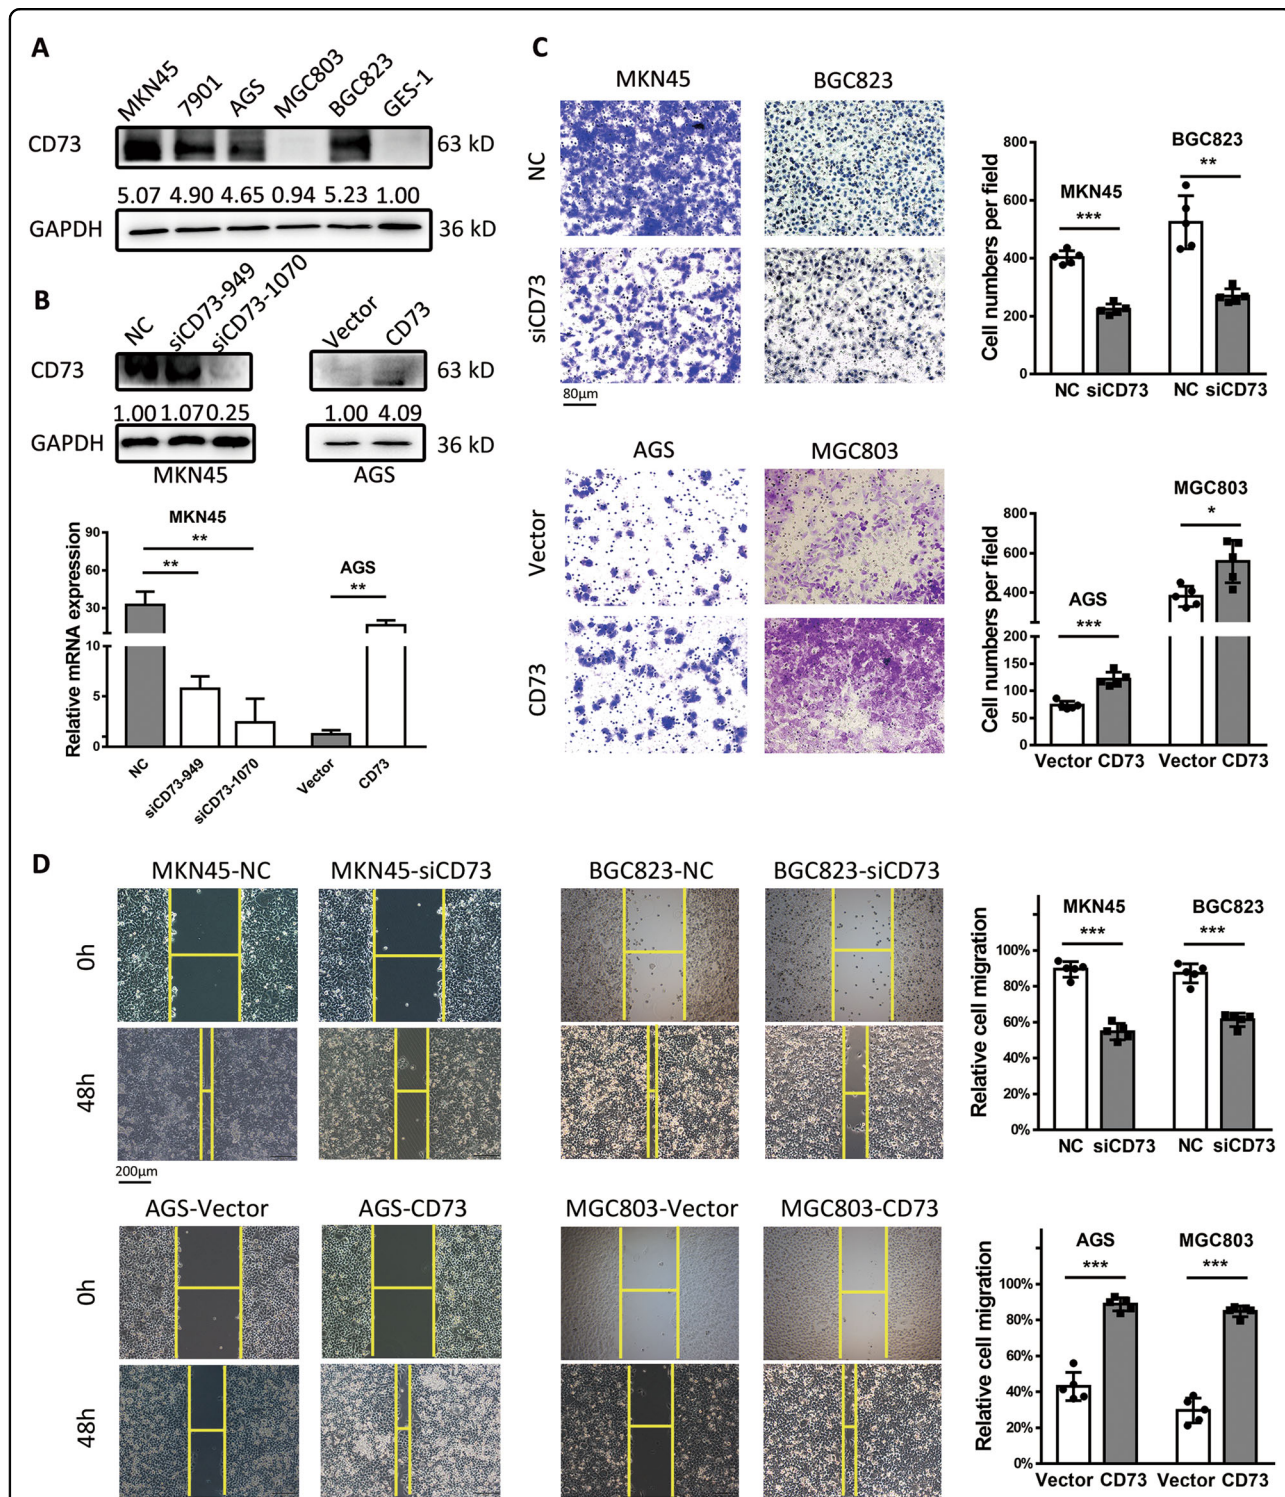 A
MKN45 7901 AGS MGC803 BGC823 GES-1
CD73 63 kD
5.07 4.90 4.65 0.94 5.23 1.00
GAPDH 36 kD
B
NC siCD73-949 siCD73-1070 Vector CD73
CD73 63 kD
1.00 1.07 0.25 1.00 4.09
GAPDH 36 kD
MKN45 AGS
Relative mRNA expression
90
60
30
10
5
0
MKN45
**
**
AGS
**
NC siCD73-949 siCD73-1070 Vector CD73
C
MKN45 BGC823
NC
siCD73
80μm
Cell numbers per field
800
600
400
200
0
BGC823
**
MKN45
***
NC siCD73 NC siCD73
AGS MGC803
Vector
CD73
Cell numbers per field
800
600
400
200
150
100
50
0
MGC803
*
AGS
***
Vector CD73 Vector CD73
D
MKN45-NC MKN45-siCD73 BGC823-NC BGC823-siCD73
0h
48h
200μm
Relative cell migration
100%
80%
60%
40%
20%
0%
MKN45 BGC823
*** ***
NC siCD73 NC siCD73
AGS-Vector AGS-CD73 MGC803-Vector MGC803-CD73
0h
48h
Relative cell migration
100%
80%
60%
40%
20%
0%
AGS MGC803
*** ***
Vector CD73 Vector CD73